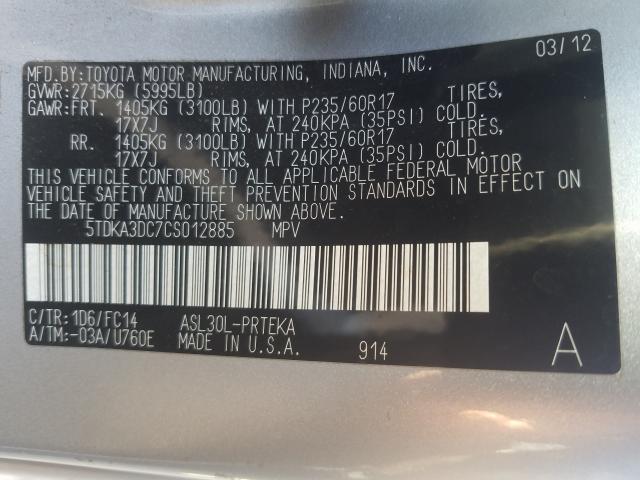 03/12
MFD.BY:TOYOTA MOTOR MANUFACTURING, INDIANA, INC.
GVWR:2715KG (5995LB)
GAWR:FRT. 1405KG (3100LB) WITH P235/60R17 TIRES,
17X7J RIMS, AT 240KPA (35PSI) COLD.
RR. 1405KG (3100LB) WITH P235/60R17 TIRES,
17X7J RIMS, AT 240KPA (35PSI) COLD.
THIS VEHICLE CONFORMS TO ALL APPLICABLE FEDERAL MOTOR
VEHICLE SAFETY AND THEFT PREVENTION STANDARDS IN EFFECT ON
THE DATE OF MANUFACTURE SHOWN ABOVE.
5TDKA3DC7CS012885 MPV
C/TR:1D6/FC14 ASL30L-PRTEKA
A/TM:-03A/U760E MADE IN U.S.A. 914 A